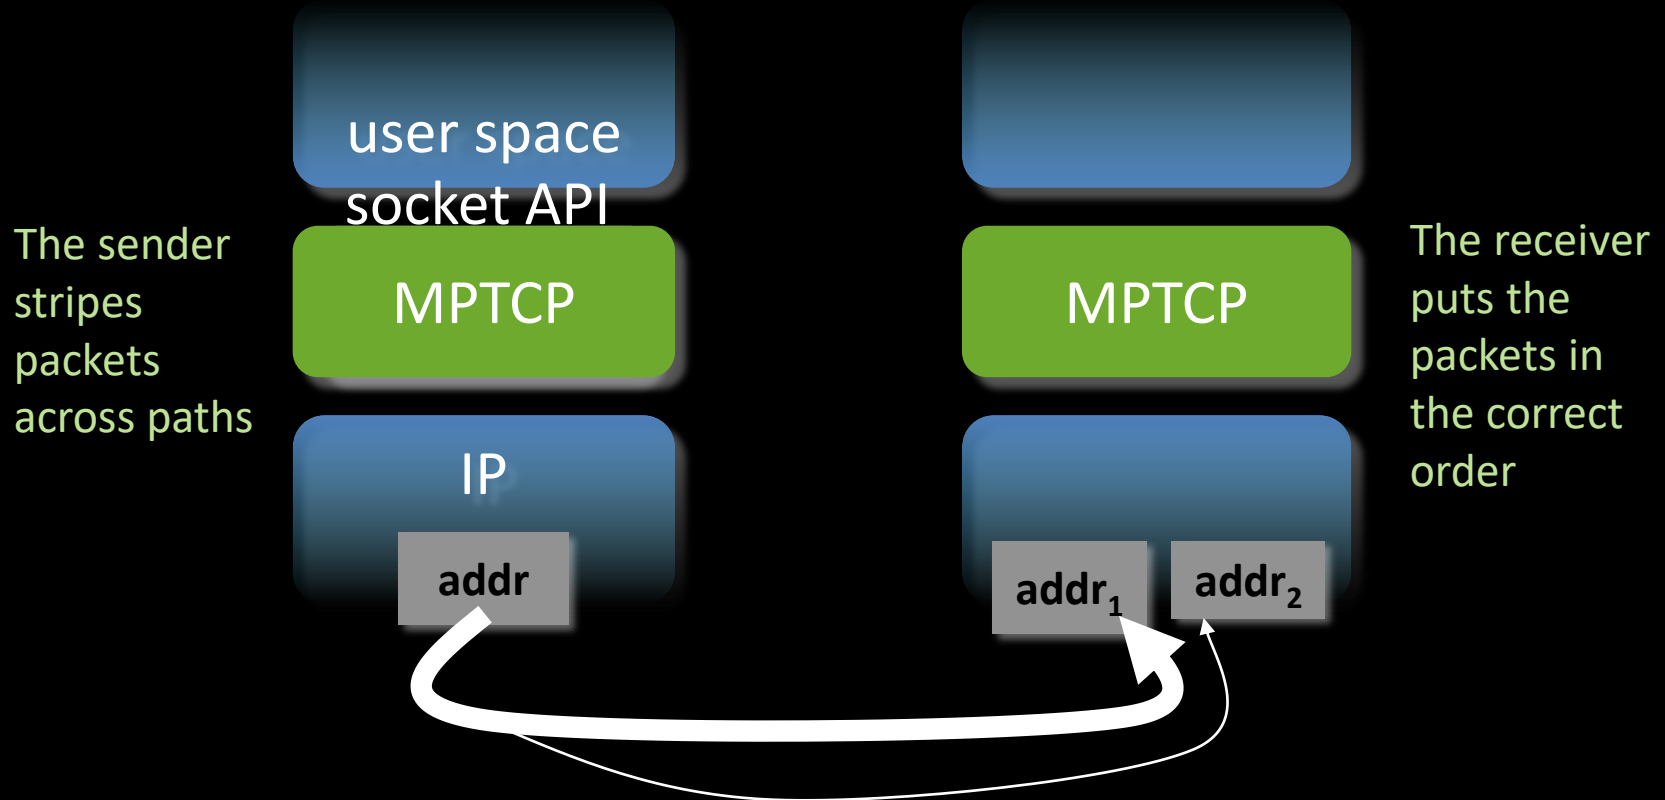 user space
socket API
The sender
stripes
packets
across paths
MPTCP
MPTCP
The receiver
puts the
packets in
the correct
order
IP
addr
addr₁
addr₂